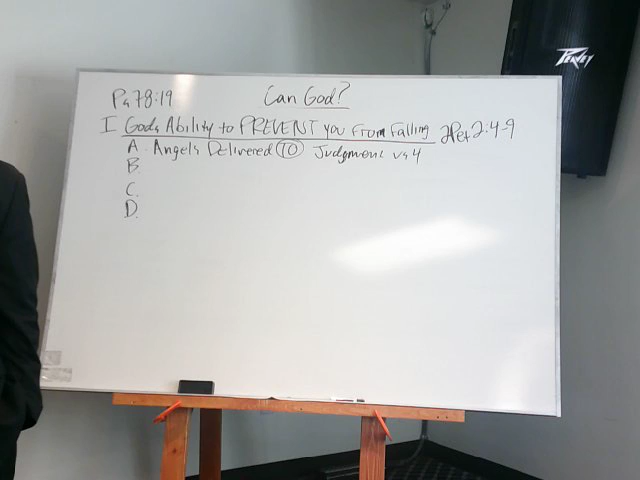 Ps 78:19 Can God?
I Gods Ability to PREVENT you From Falling 2Pet 2:4-9
A. Angels Delivered TO Judgment vs 4
B.
C.
D.
PEAVEY